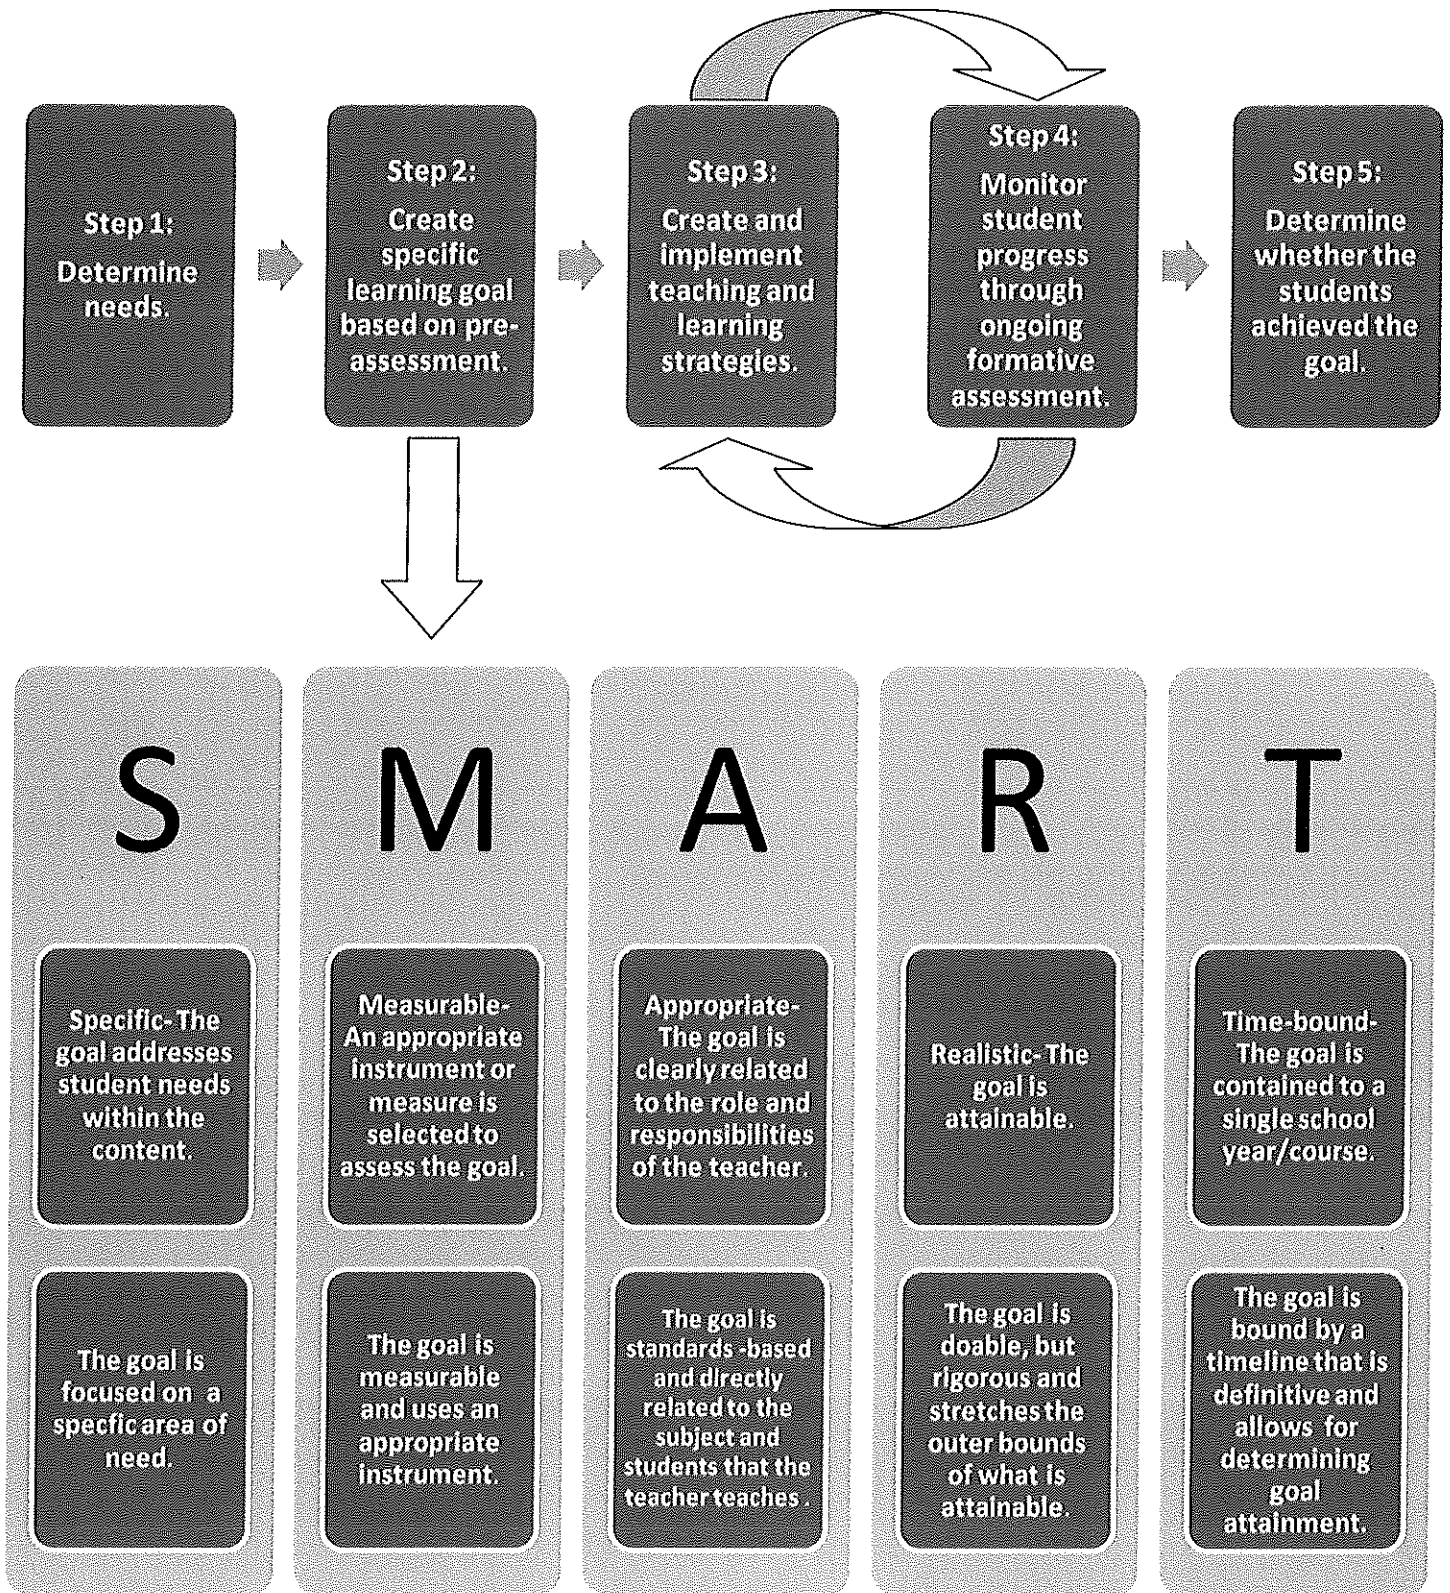 Step 1:
Determine
needs.
Step 2:
Create
specific
learning goal
based on pre-
assessment.
Step 3:
Create and
implement
teaching and
learning
strategies.
Step 4:
Monitor
student
progress
through
ongoing
formative
assessment.
Step 5:
Determine
whether the
students
achieved the
goal.
S
M
A
R
T
Specific- The
goal addresses
student needs
within the
content.
Measurable-
An appropriate
instrument or
measure is
selected to
assess the goal.
Appropriate-
The goal is
clearly related
to the role and
responsibilities
of the teacher.
Realistic- The
goal is
attainable.
Time-bound-
The goal is
contained to a
single school
year/course.
The goal is
focused on a
specfic area of
need.
The goal is
measurable
and uses an
appropriate
instrument.
The goal is
standards -based
and directly
related to the
subject and
students that the
teacher teaches .
The goal is
doable, but
rigorous and
stretches the
outer bounds
of what is
attainable.
The goal is
bound by a
timeline that is
definitive and
allows for
determining
goal
attainment.